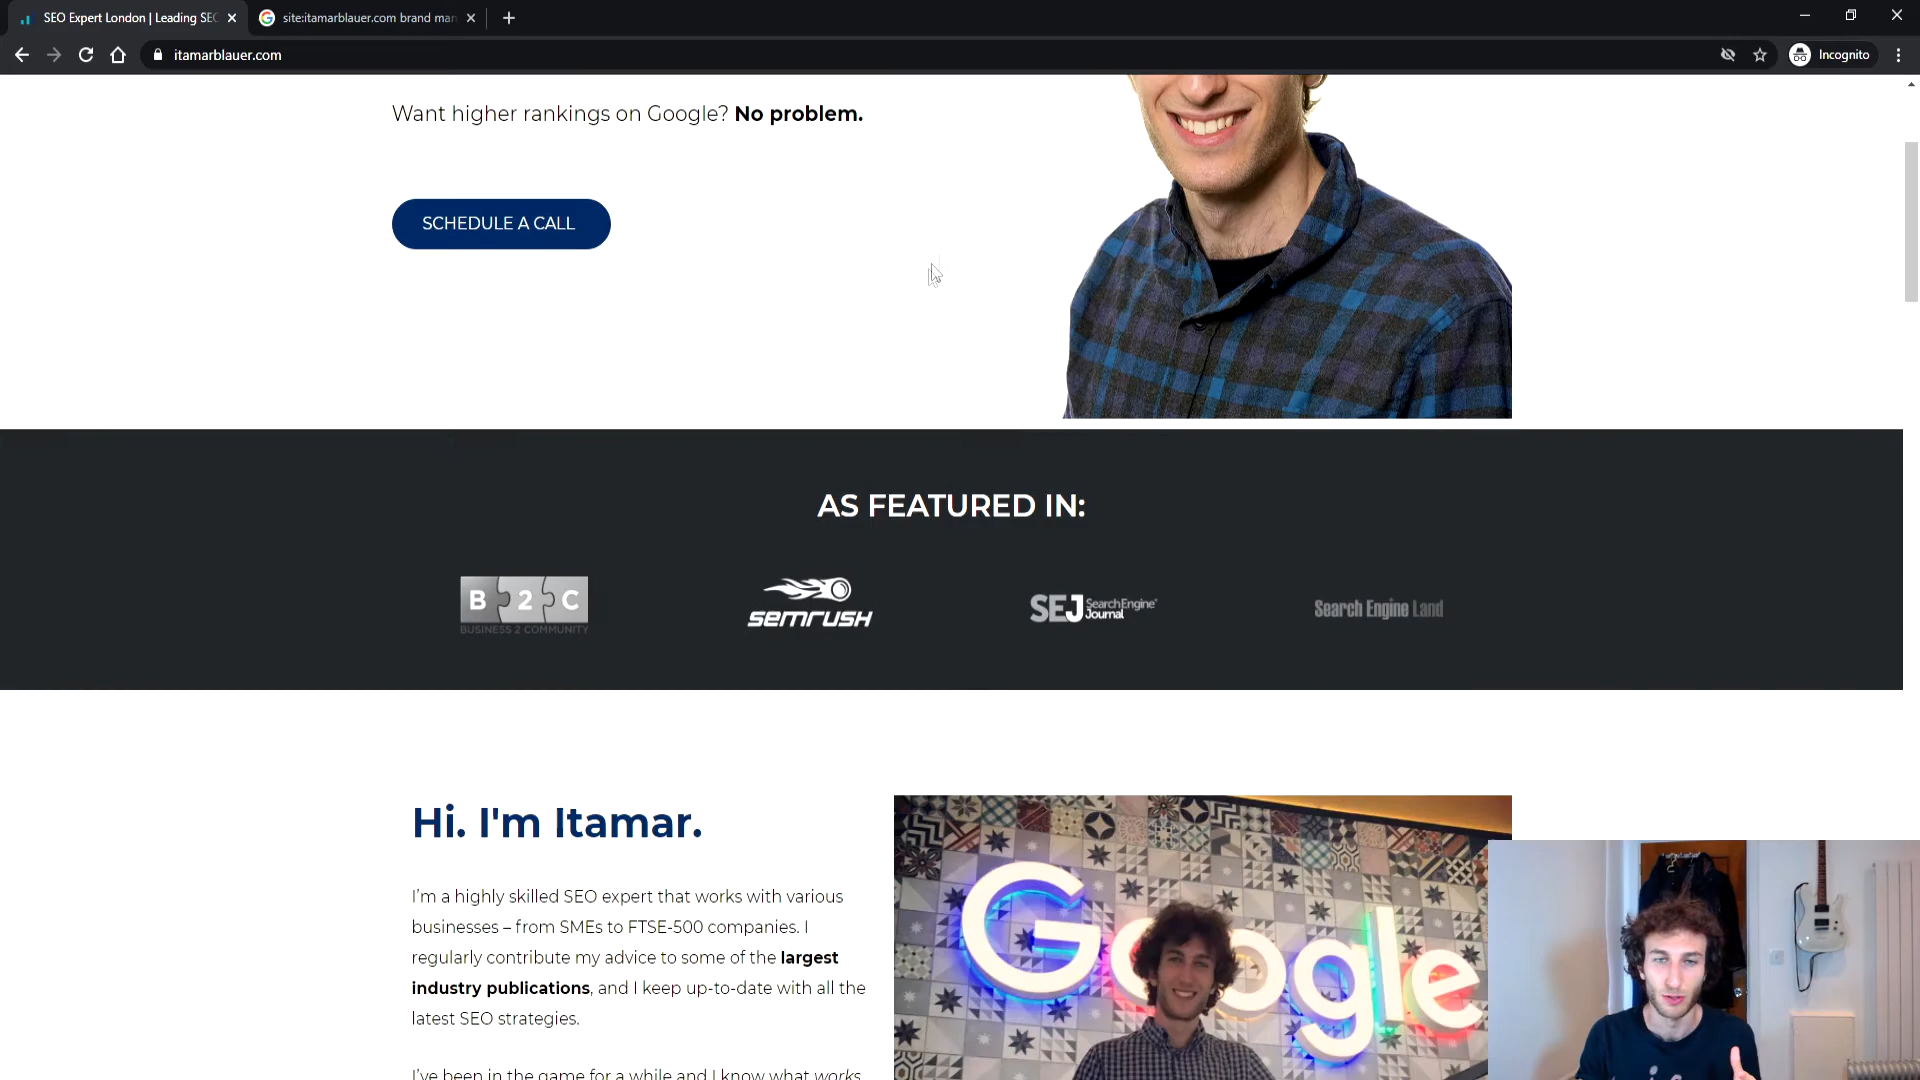 SEO Expert London | Leading SEC
site:itamarblauer.com brand man
itamarblauer.com
Incognito
Want higher rankings on Google? No problem.
SCHEDULE A CALL
AS FEATURED IN:
B 2 C
BUSINESS 2 COMMUNITY
semrush
SEJ SearchEngine Journal
Search Engine Land
Hi. I'm Itamar.
I'm a highly skilled SEO expert that works with various
businesses – from SMEs to FTSE-500 companies. I
regularly contribute my advice to some of the largest
industry publications, and I keep up-to-date with all the
latest SEO strategies.
I've been in the game for a while and I know what works
Google